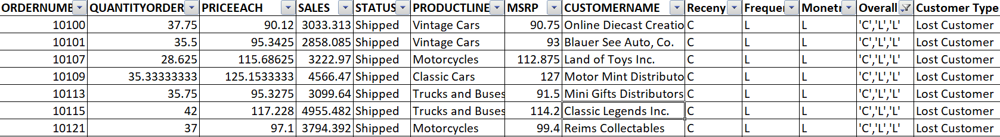 ORDERNUME QUANTITYORDER PRICEEACH SALES STATUS PRODUCTLINE MSRP CUSTOMERNAME Receny Frequer Monetr Overall Customer Type
10100 37.75 90.12 3033.313 Shipped Vintage Cars 90.75 Online Diecast Creatio C L L 'C','L','L' Lost Customer
10101 35.5 95.3425 2858.085 Shipped Vintage Cars 93 Blauer See Auto, Co. C L L 'C','L','L' Lost Customer
10107 28.625 115.68625 3222.97 Shipped Motorcycles 112.875 Land of Toys Inc. C L L 'C','L','L' Lost Customer
10109 35.33333333 125.1533333 4566.47 Shipped Classic Cars 127 Motor Mint Distributo C L L 'C','L','L' Lost Customer
10113 35.75 95.3275 3099.64 Shipped Trucks and Buses 91.5 Mini Gifts Distributors C L L 'C','L','L' Lost Customer
10115 42 117.228 4955.482 Shipped Trucks and Buses 114.2 Classic Legends Inc. C L L 'C','L','L' Lost Customer
10121 37 97.1 3794.392 Shipped Motorcycles 99.4 Reims Collectables C L L 'C','L','L' Lost Customer